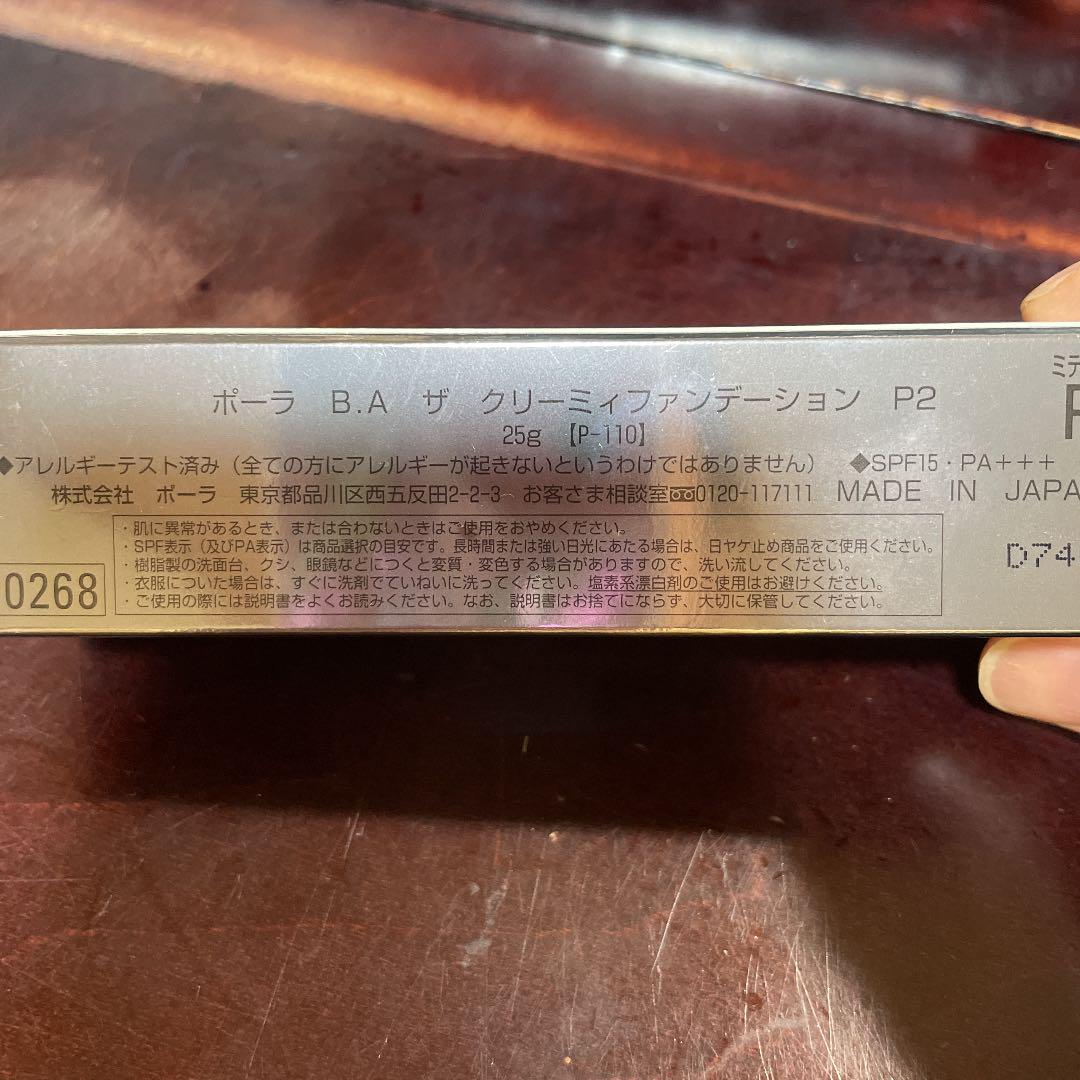 ポーラ B.A ザ クリーミィファンデーション P2
25g 【P-110】
◆アレルギーテスト済み（全ての方にアレルギーが起きないというわけではありません） ◆SPF15・PA+++
株式会社 ポーラ 東京都品川区西五反田2-2-3 お客さま相談室 0120-117111 MADE IN JAPA
・肌に異常があるとき、または合わないときはご使用をおやめください。
・SPF表示（及びPA表示）は商品選択の目安です。長時間または強い日光にあたる場合は、日ヤケ止め商品をご使用ください。
・樹脂製の洗面台、クシ、眼鏡などにつくと変質・変色する場合がありますので、洗い流してください。
・衣服についた場合は、すぐに洗剤でていねいに洗ってください。塩素系漂白剤のご使用はお避けください。
・ご使用の際には説明書をよくお読みください。なお、説明書はお捨てにならず、大切に保管してください。
0268
ミデ
D74